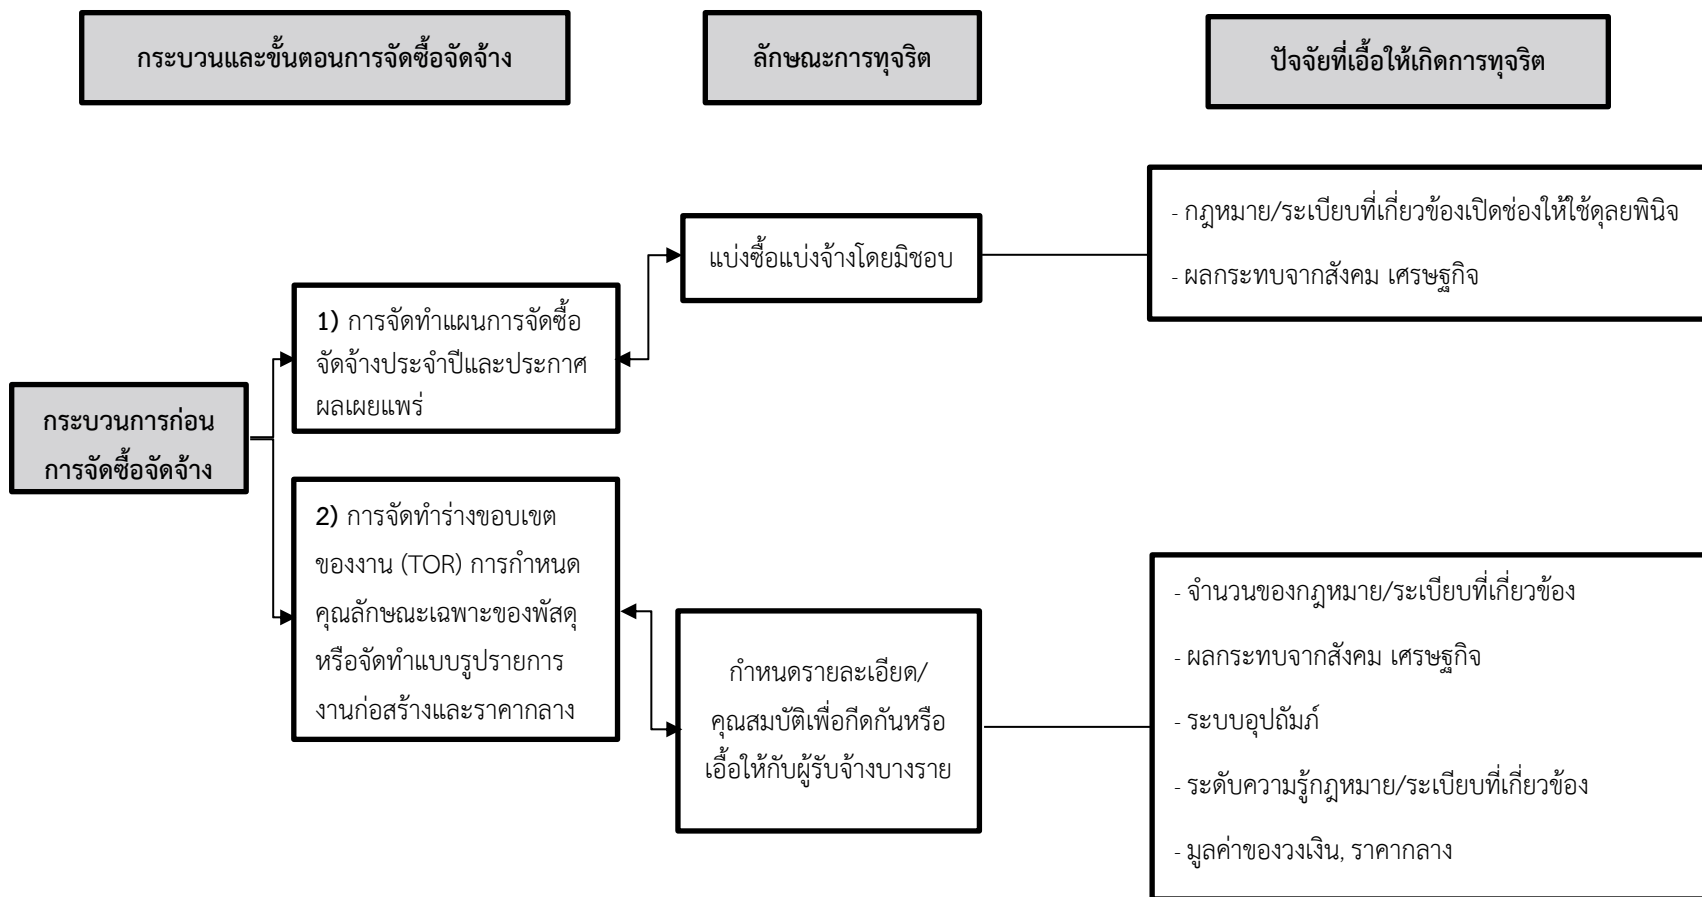 กระบวนและขั้นตอนการจัดซื้อจัดจ้าง
ลักษณะการทุจริต
ปัจจัยที่เอื้อให้เกิดการทุจริต
กระบวนการก่อน
การจัดซื้อจัดจ้าง
1) การจัดทำแผนการจัดซื้อ
จัดจ้างประจำปีและประกาศ
ผลเผยแพร่
แบ่งซื้อแบ่งจ้างโดยมิชอบ
- กฎหมาย/ระเบียบที่เกี่ยวข้องเปิดช่องให้ใช้ดุลยพินิจ
- ผลกระทบจากสังคม เศรษฐกิจ
2) การจัดทำร่างขอบเขต
ของงาน (TOR) การกำหนด
คุณลักษณะเฉพาะของพัสดุ
หรือจัดทำแบบรูปรายการ
งานก่อสร้างและราคากลาง
กำหนดรายละเอียด/
คุณสมบัติเพื่อกีดกันหรือ
เอื้อให้กับผู้รับจ้างบางราย
- จำนวนของกฎหมาย/ระเบียบที่เกี่ยวข้อง
- ผลกระทบจากสังคม เศรษฐกิจ
- ระบบอุปถัมภ์
- ระดับความรู้กฎหมาย/ระเบียบที่เกี่ยวข้อง
- มูลค่าของวงเงิน, ราคากลาง